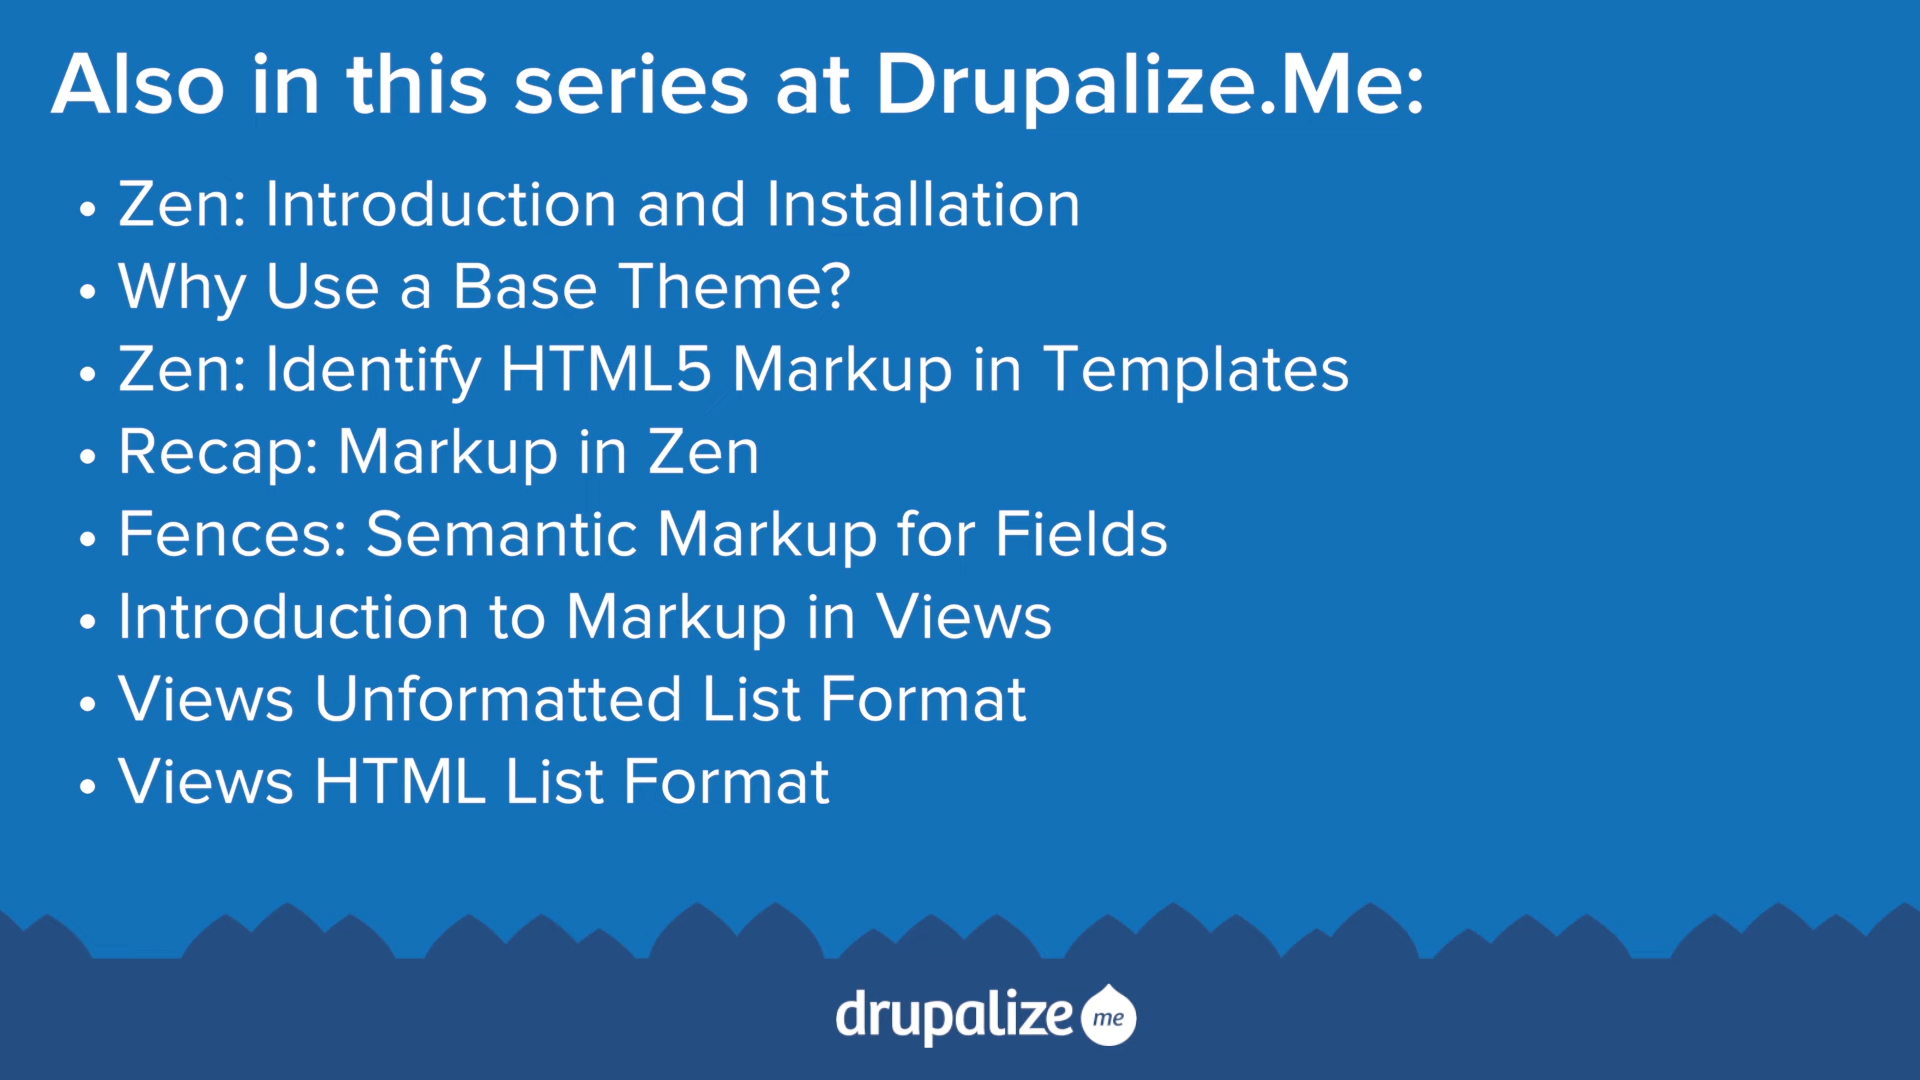 Also in this series at Drupalize.Me:
• Zen: Introduction and Installation
• Why Use a Base Theme?
• Zen: Identify HTML5 Markup in Templates
• Recap: Markup in Zen
• Fences: Semantic Markup for Fields
• Introduction to Markup in Views
• Views Unformatted List Format
• Views HTML List Format
drupalize me